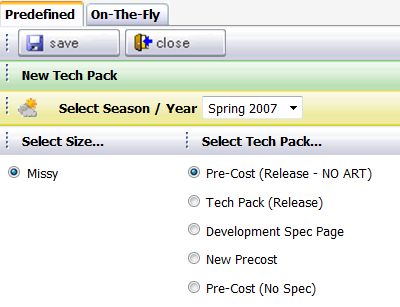 Predefined On-The-Fly
save close
New Tech Pack
Select Season / Year Spring 2007
Select Size... Select Tech Pack...
Missy Pre-Cost (Release - NO ART)
Tech Pack (Release)
Development Spec Page
New Precost
Pre-Cost (No Spec)